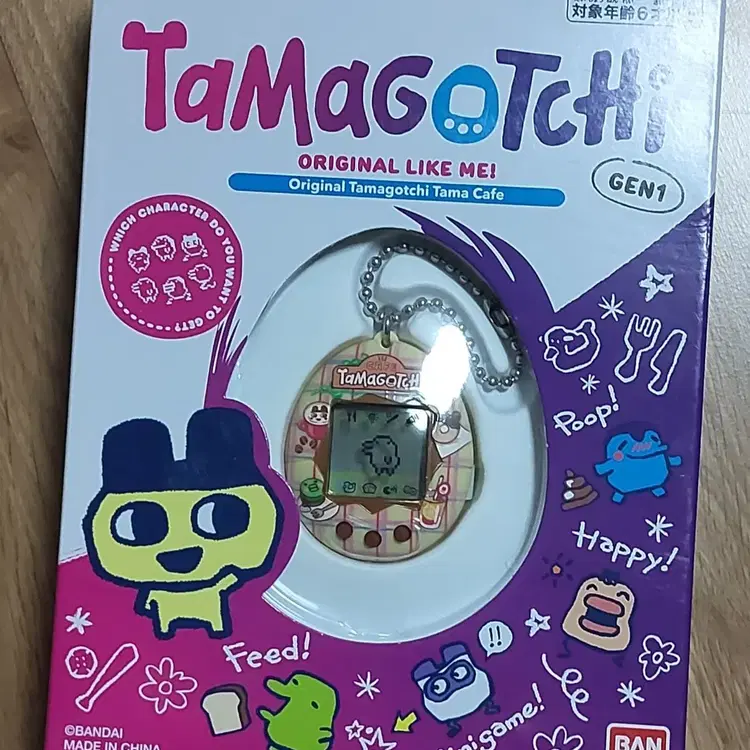 対象年齢6才
TAMAGOTCHI
ORIGINAL LIKE ME!
Original Tamagotchi Tama Cafe
GEN1
WHICH CHARACTER DO YOU WANT TO GET?
TAMAGOTCHI
Poop!
Happy!
Feed!
!!
©BANDAI
MADE IN CHINA
BAN